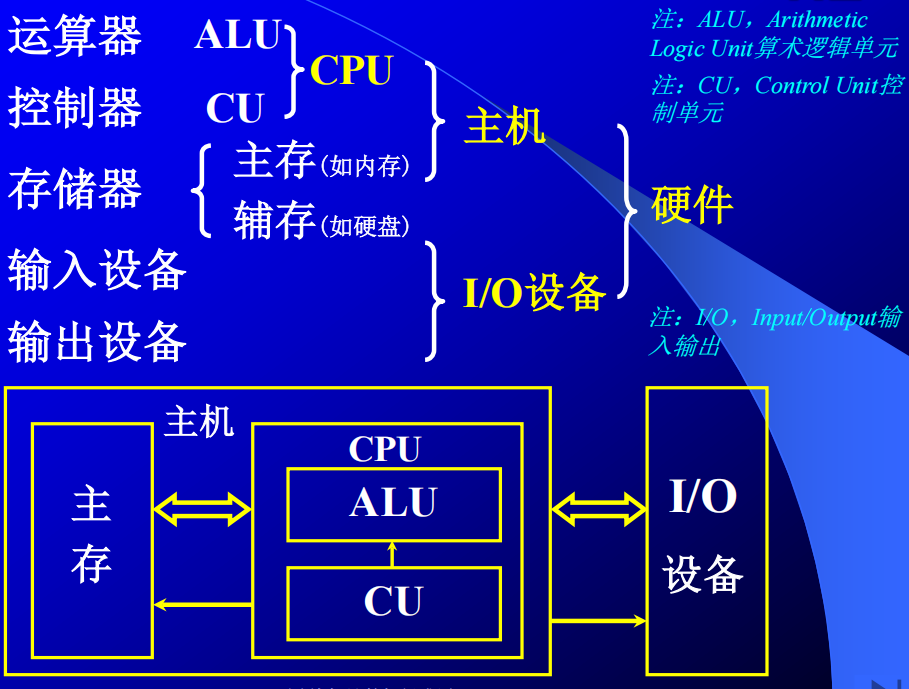 运算器 ALU
CPU
控制器 CU
主机
存储器
主存(如内存)
辅存(如硬盘)
硬件
输入设备
I/O设备
输出设备
注：ALU，Arithmetic
Logic Unit算术逻辑单元
注：CU，Control Unit控
制单元
注：I/O，Input/Output输
入输出
主机
主
存
CPU
ALU
CU
I/O
设备